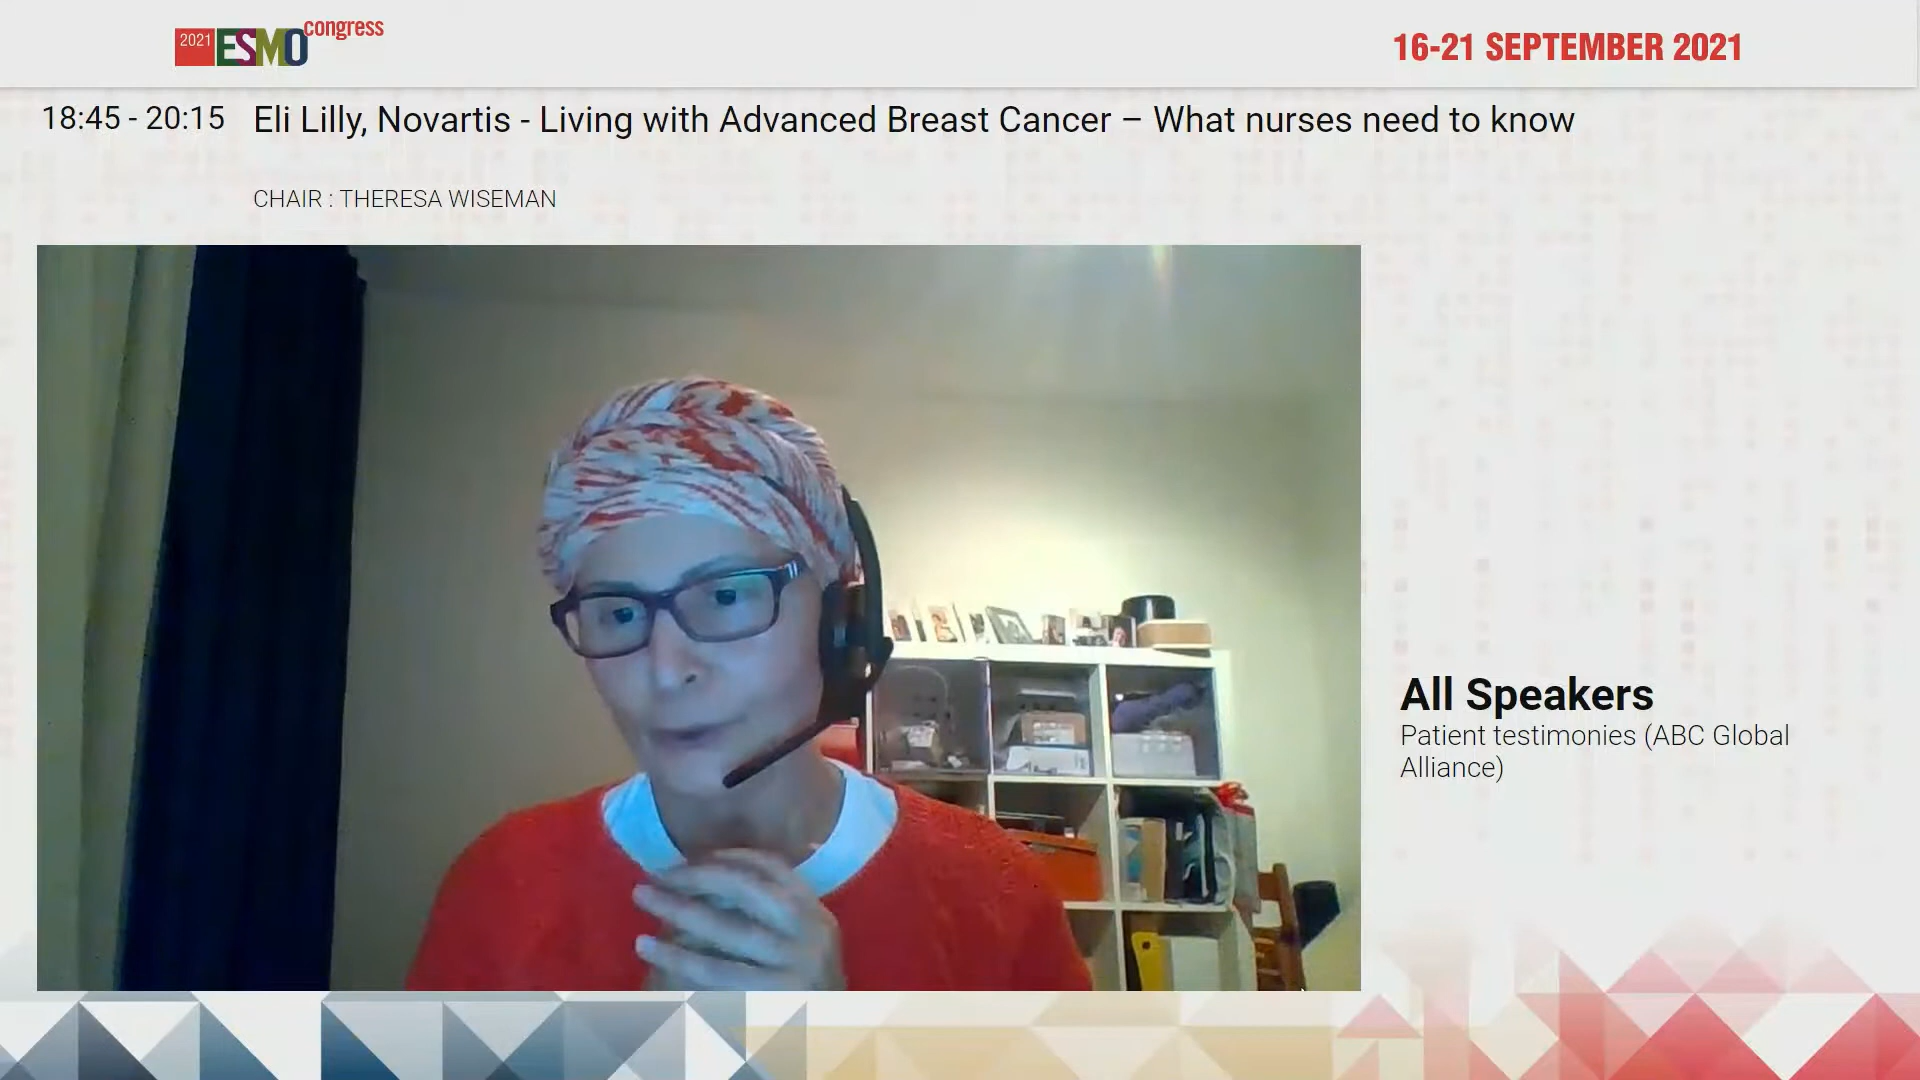 2021 ESMO congress
16-21 SEPTEMBER 2021
18:45 - 20:15 Eli Lilly, Novartis - Living with Advanced Breast Cancer – What nurses need to know
CHAIR : THERESA WISEMAN
All Speakers
Patient testimonies (ABC Global
Alliance)